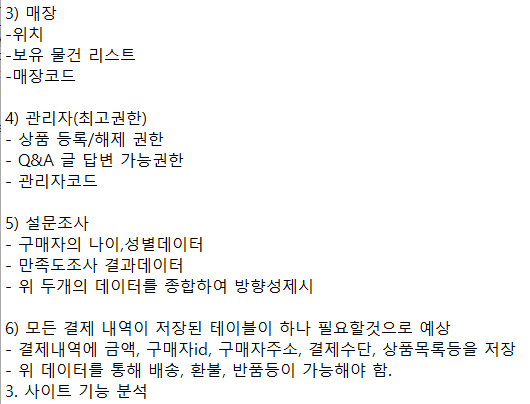 3) 매장
-위치
-보유 물건 리스트
-매장코드
4) 관리자(최고권한)
- 상품 등록/해제 권한
- Q&A 글 답변 가능권한
- 관리자코드
5) 설문조사
- 구매자의 나이,성별데이터
- 만족도조사 결과데이터
- 위 두개의 데이터를 종합하여 방향성제시
6) 모든 결제 내역이 저장된 테이블이 하나 필요할것으로 예상
- 결제내역에 금액, 구매자id, 구매자주소, 결제수단, 상품목록등을 저장
- 위 데이터를 통해 배송, 환불, 반품등이 가능해야 함.
3. 사이트 기능 분석